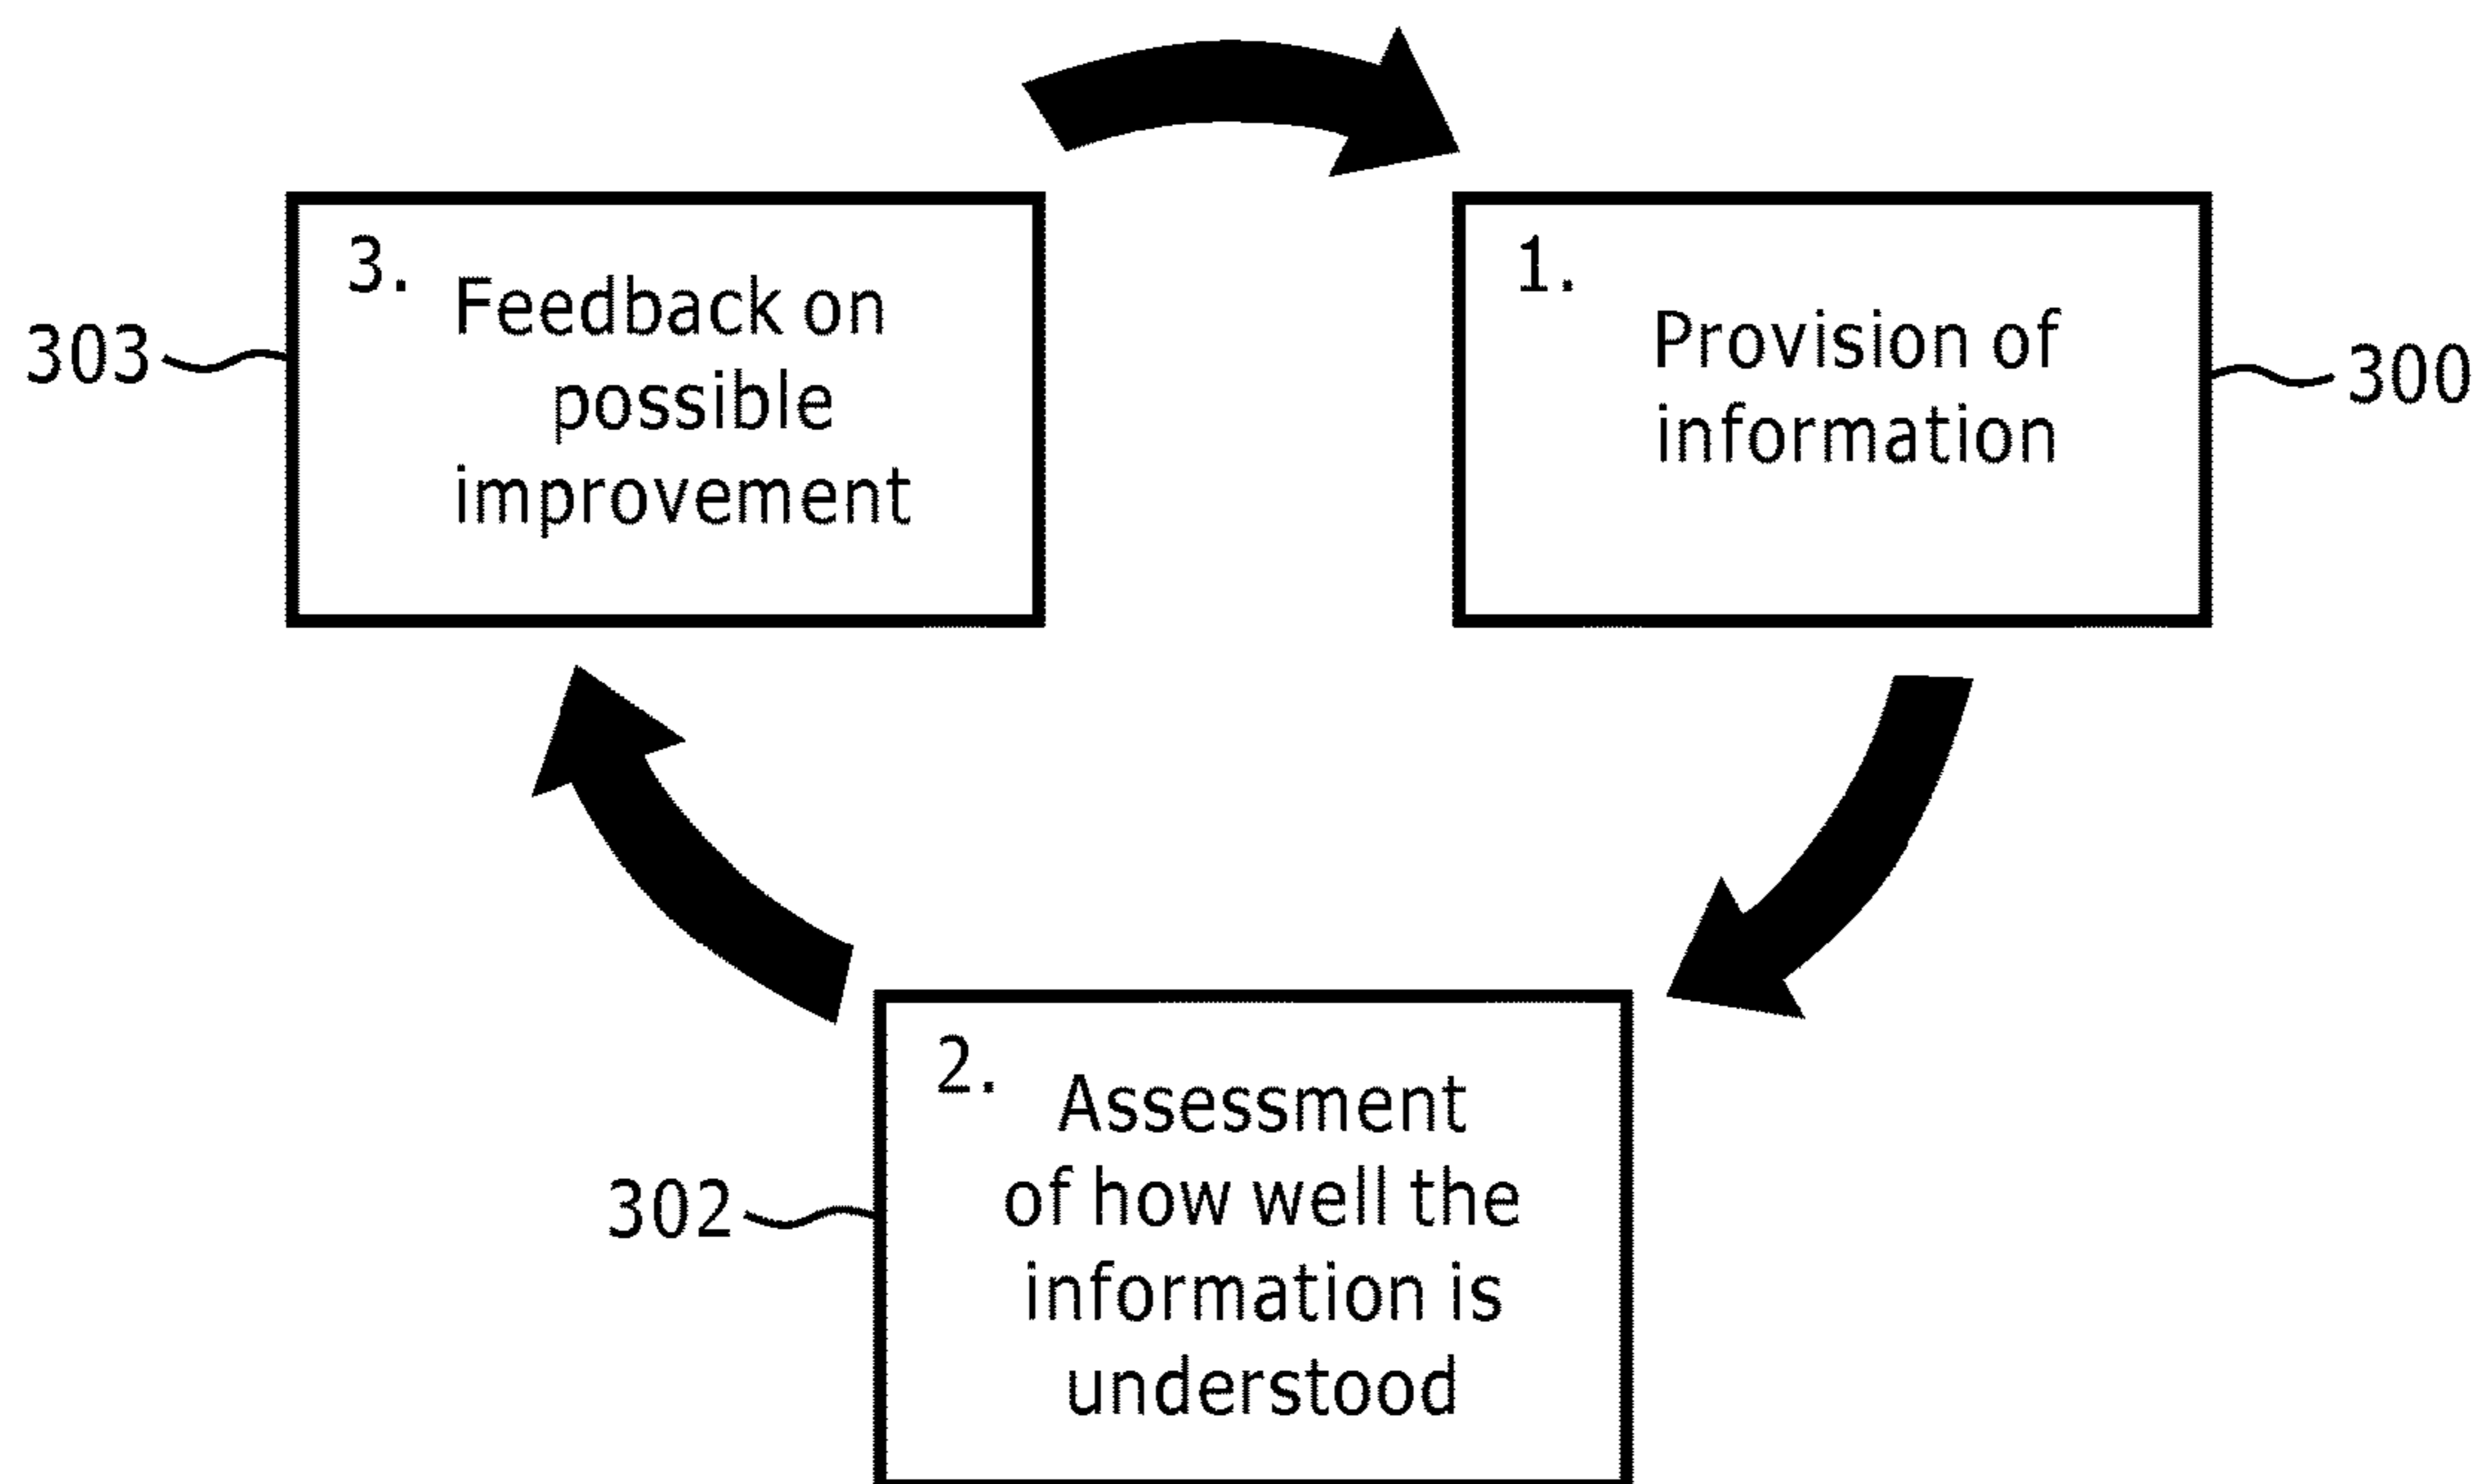 3.
Feedback on
possible
improvement
303
1.
Provision of
information
300
2.
Assessment
of how well the
information is
understood
302